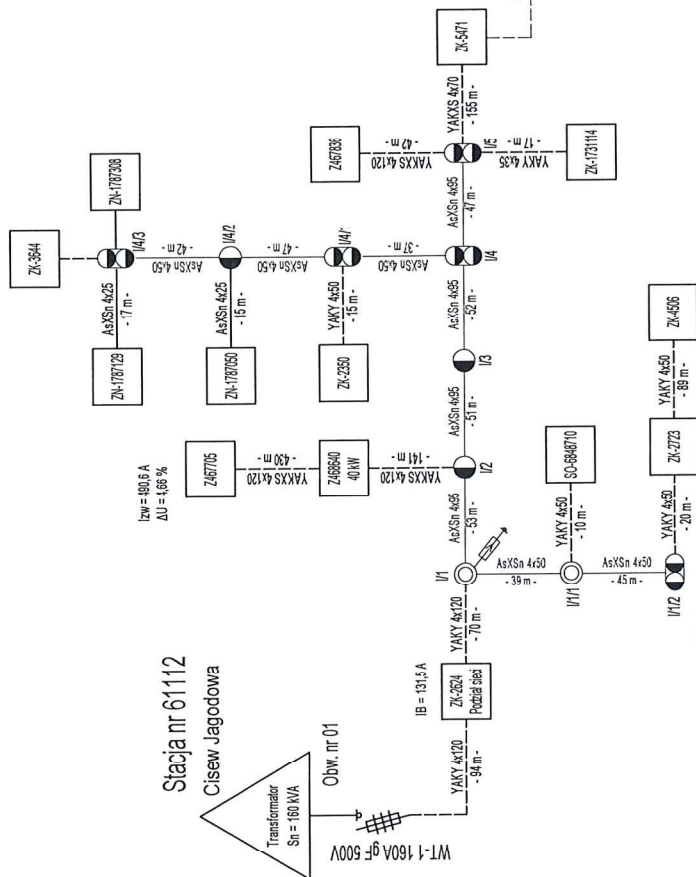 Stacja nr 61112
Cisew Jagodowa
Transformator
Sn = 160 kVA
Obw. nr 01
WT-1 160A gF 500V
YAKY 4x120
- 94 m -
IB = 131,5 A
ZK-2624
Podział sieci
YAKY 4x120
- 70 m -
I/1
AsXSn 4x50
- 39 m -
I/1/1
YAKY 4x50
- 10 m -
SO-6848710
AsXSn 4x50
- 45 m -
I/1/2
YAKY 4x50
- 20 m -
ZK-2723
YAKY 4x50
- 89 m -
ZK-4506
AsXSn 4x95
- 53 m -
I/2
YAKXS 4x120
- 141 m -
Z468640
40 kW
YAKXS 4x120
- 430 m -
Z467705
Izw = 490,6 A
ΔU = 4,66 %
AsXSn 4x95
- 51 m -
I/3
AsXSn 4x95
- 52 m -
I/4
AsXSn 4x50
- 37 m -
I/4/
YAKY 4x50
- 15 m -
ZK-2350
AsXSn 4x50
- 47 m -
I/4/2
AsXSn 4x25
- 15 m -
ZN-1787050
AsXSn 4x50
- 42 m -
I/4/3
AsXSn 4x25
- 17 m -
ZN-1787129
ZK-3644
ZN-1787308
AsXSn 4x95
- 47 m -
I/5
YAKXS 4x120
- 42 m -
Z467836
YAKY 4x35
- 17 m -
ZK-1731114
YAKXS 4x70
- 155 m -
ZK-5471